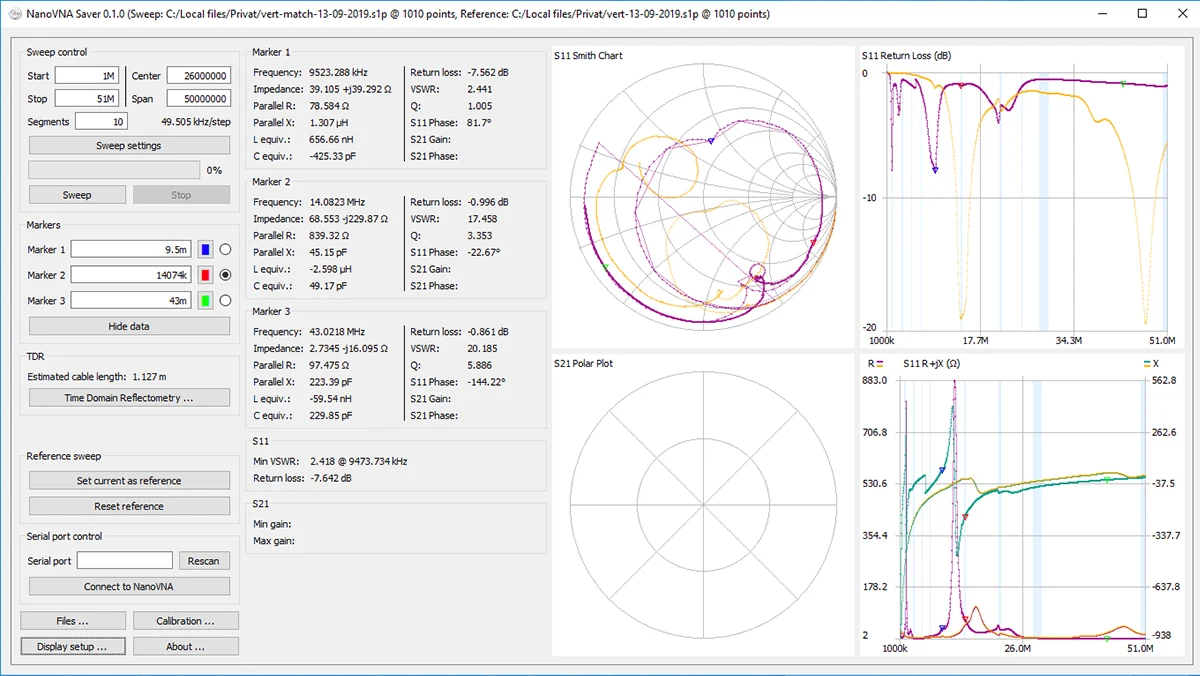 NanoVNA Saver 0.1.0 (Sweep: C:/Local files/Privat/vert-match-13-09-2019.s1p @ 1010 points, Reference: C:/Local files/Privat/vert-13-09-2019.s1p @ 1010 points)
Sweep control
Start 1M Center 26000000
Stop 51M Span 50000000
Segments 10 49.505 kHz/step
Sweep settings
0%
Sweep Stop
Markers
Marker 1 9.5m
Marker 2 14074k
Marker 3 43m
Hide data
TDR
Estimated cable length: 1.127 m
Time Domain Reflectometry ...
Reference sweep
Set current as reference
Reset reference
Serial port control
Serial port Rescan
Connect to NanoVNA
Files ... Calibration ...
Display setup ... About ...
Marker 1
Frequency: 9523.288 kHz Return loss: -7.562 dB
Impedance: 39.105 +j39.292 Ω VSWR: 2.441
Parallel R: 78.584 Ω Q: 1.005
Parallel X: 1.307 µH S11 Phase: 81.7°
L equiv.: 656.66 nH S21 Gain:
C equiv.: -425.33 pF S21 Phase:
Marker 2
Frequency: 14.0823 MHz Return loss: -0.996 dB
Impedance: 68.553 -j229.87 Ω VSWR: 17.458
Parallel R: 839.32 Ω Q: 3.353
Parallel X: 45.15 pF S11 Phase: -22.67°
L equiv.: -2.598 µH S21 Gain:
C equiv.: 49.17 pF S21 Phase:
Marker 3
Frequency: 43.0218 MHz Return loss: -0.861 dB
Impedance: 2.7345 -j16.095 Ω VSWR: 20.185
Parallel R: 97.475 Ω Q: 5.886
Parallel X: 223.39 pF S11 Phase: -144.22°
L equiv.: -59.54 nH S21 Gain:
C equiv.: 229.85 pF S21 Phase:
S11
Min VSWR: 2.418 @ 9473.734 kHz
Return loss: -7.642 dB
S21
Min gain:
Max gain:
S11 Smith Chart
S11 Return Loss (dB)
0
-10
-20
1000k 17.7M 34.3M 51.0M
S21 Polar Plot
R S11 R+jX (Ω) X
883.0 562.8
706.8 262.6
530.6 -37.5
354.4 -337.7
178.2 -637.8
2 -938
1000k 26.0M 51.0M